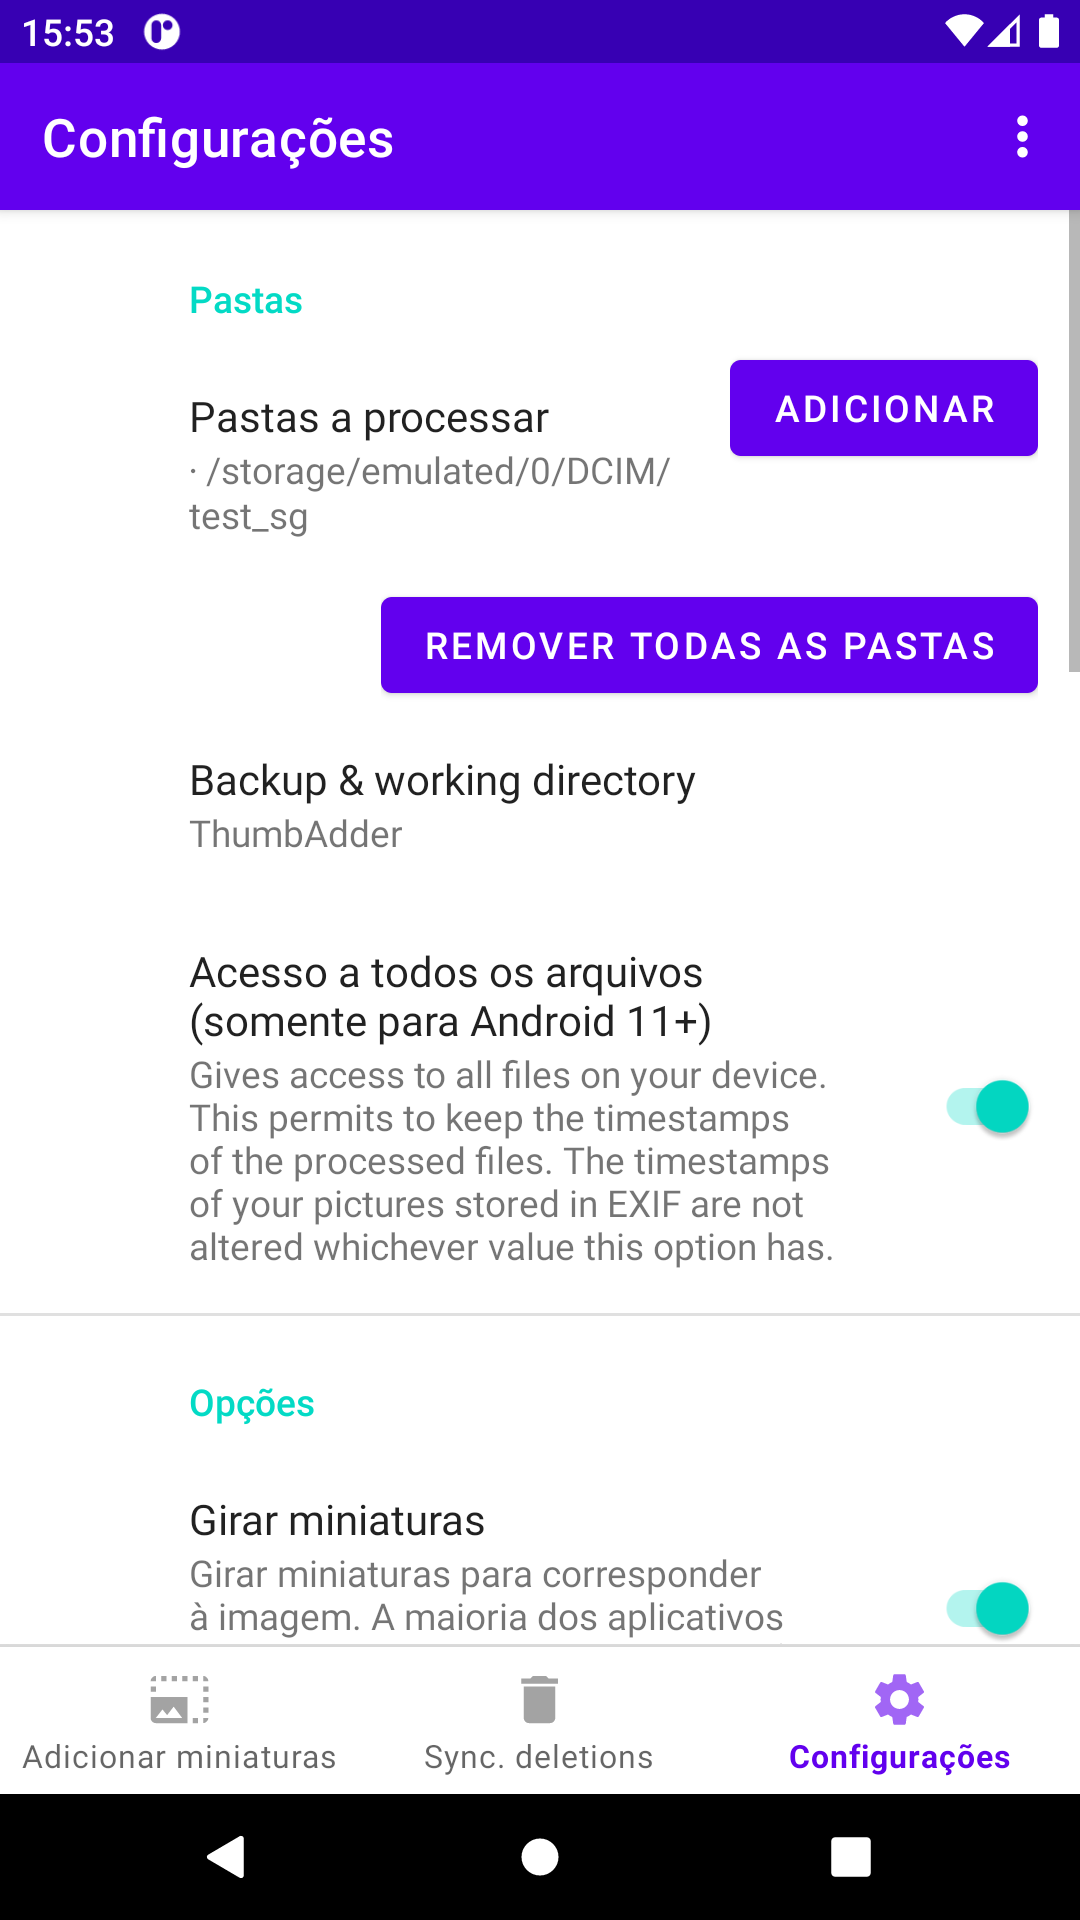 15:53
Configurações
Pastas
Pastas a processar
ADICIONAR
· /storage/emulated/0/DCIM/
test_sg
REMOVER TODAS AS PASTAS
Backup & working directory
ThumbAdder
Acesso a todos os arquivos
(somente para Android 11+)
Gives access to all files on your device.
This permits to keep the timestamps
of the processed files. The timestamps
of your pictures stored in EXIF are not
altered whichever value this option has.
Opções
Girar miniaturas
Girar miniaturas para corresponder
à imagem. A maioria dos aplicativos
Adicionar miniaturas
Sync. deletions
Configurações